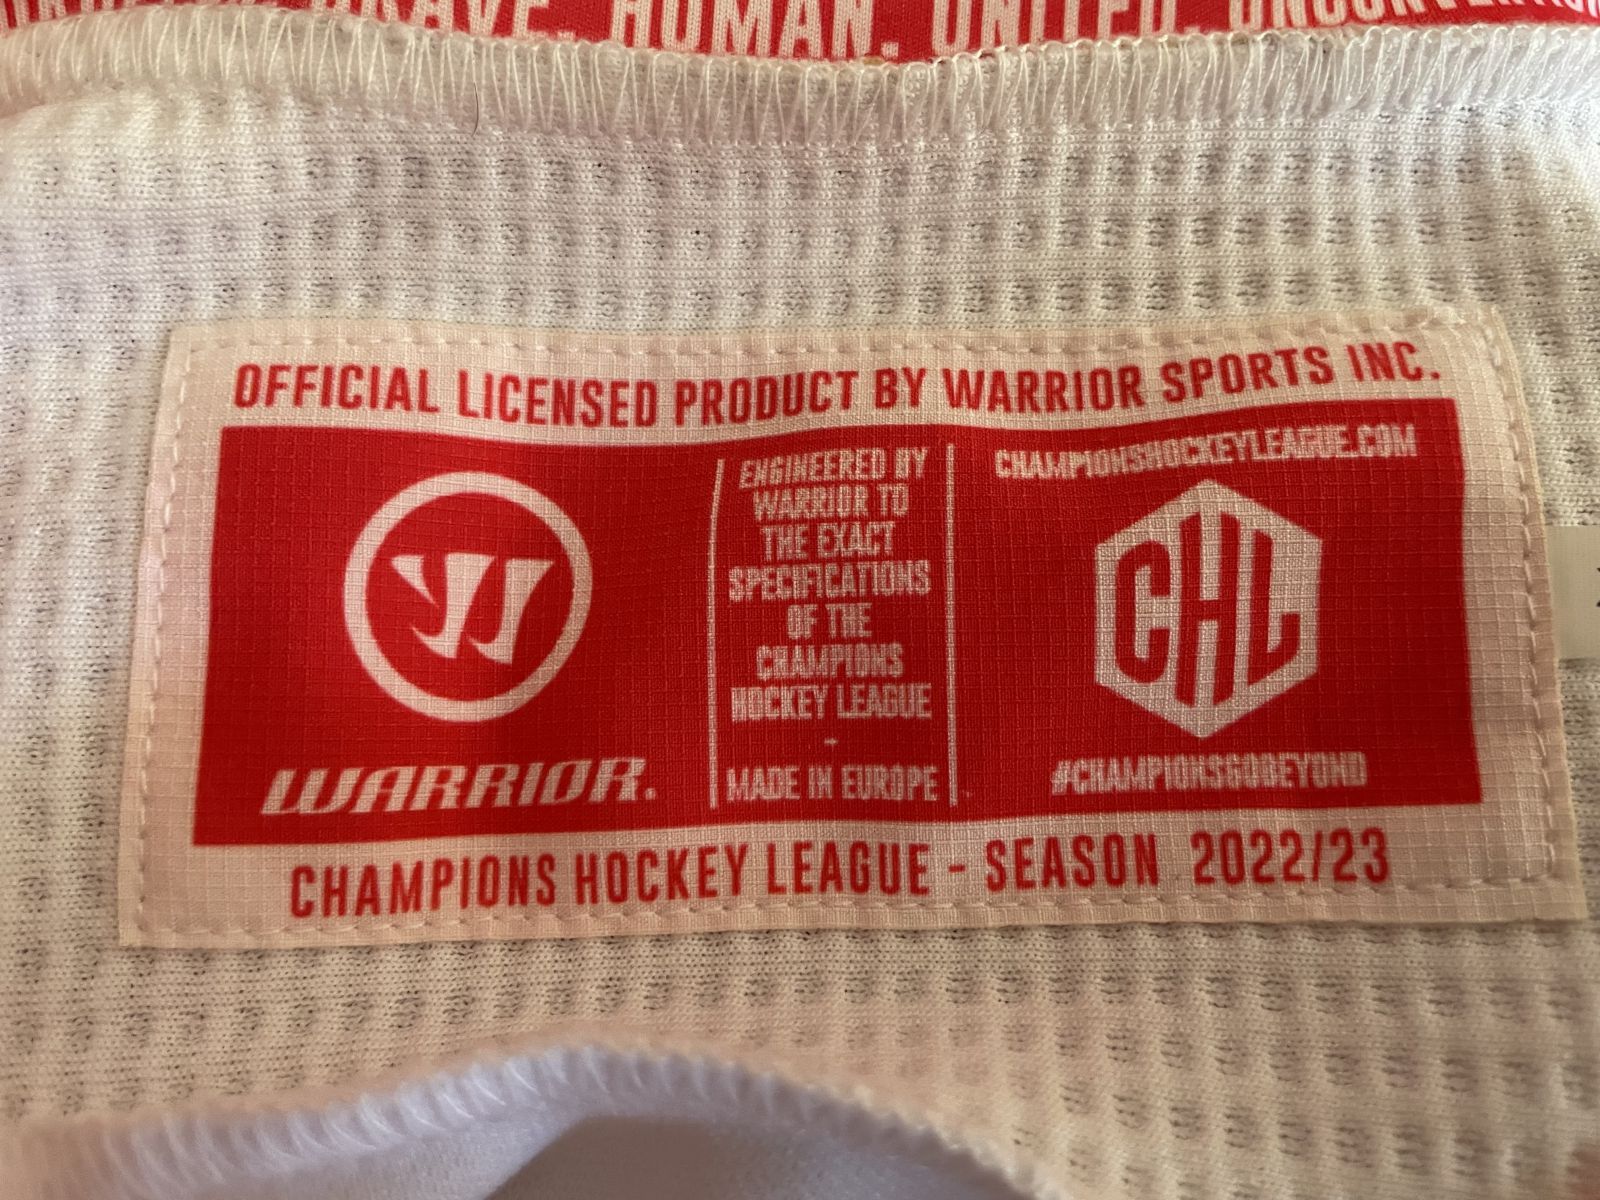 BRAVE. HUMAN. UNITED.
OFFICIAL LICENSED PRODUCT BY WARRIOR SPORTS INC.
WARRIOR.
ENGINEERED BY
WARRIOR TO
THE EXACT
SPECIFICATIONS
OF THE
CHAMPIONS
HOCKEY LEAGUE
-
MADE IN EUROPE
CHAMPIONSHOCKEYLEAGUE.COM
CHL
#CHAMPIONSGOBEYOND
CHAMPIONS HOCKEY LEAGUE - SEASON 2022/23